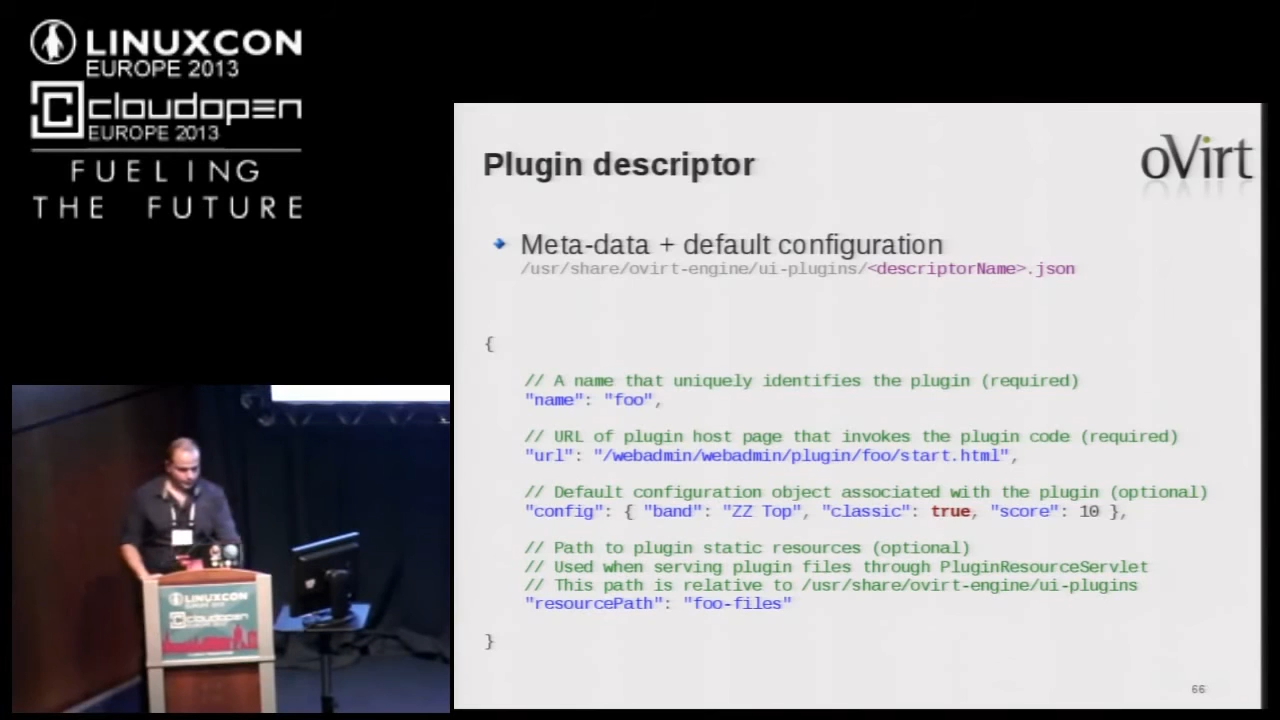 LINUXCON
EUROPE 2013
cloudopen
EUROPE 2013
FUELING
THE FUTURE
Plugin descriptor
oVirt
Meta-data + default configuration
/usr/share/ovirt-engine/ui-plugins/<descriptorName>.json
{
// A name that uniquely identifies the plugin (required)
"name": "foo",
// URL of plugin host page that invokes the plugin code (required)
"url": "/webadmin/webadmin/plugin/foo/start.html",
// Default configuration object associated with the plugin (optional)
"config": { "band": "ZZ Top", "classic": true, "score": 10 },
// Path to plugin static resources (optional)
// Used when serving plugin files through PluginResourceServlet
// This path is relative to /usr/share/ovirt-engine/ui-plugins
"resourcePath": "foo-files"
}
66
LINUXCON
cloudopen